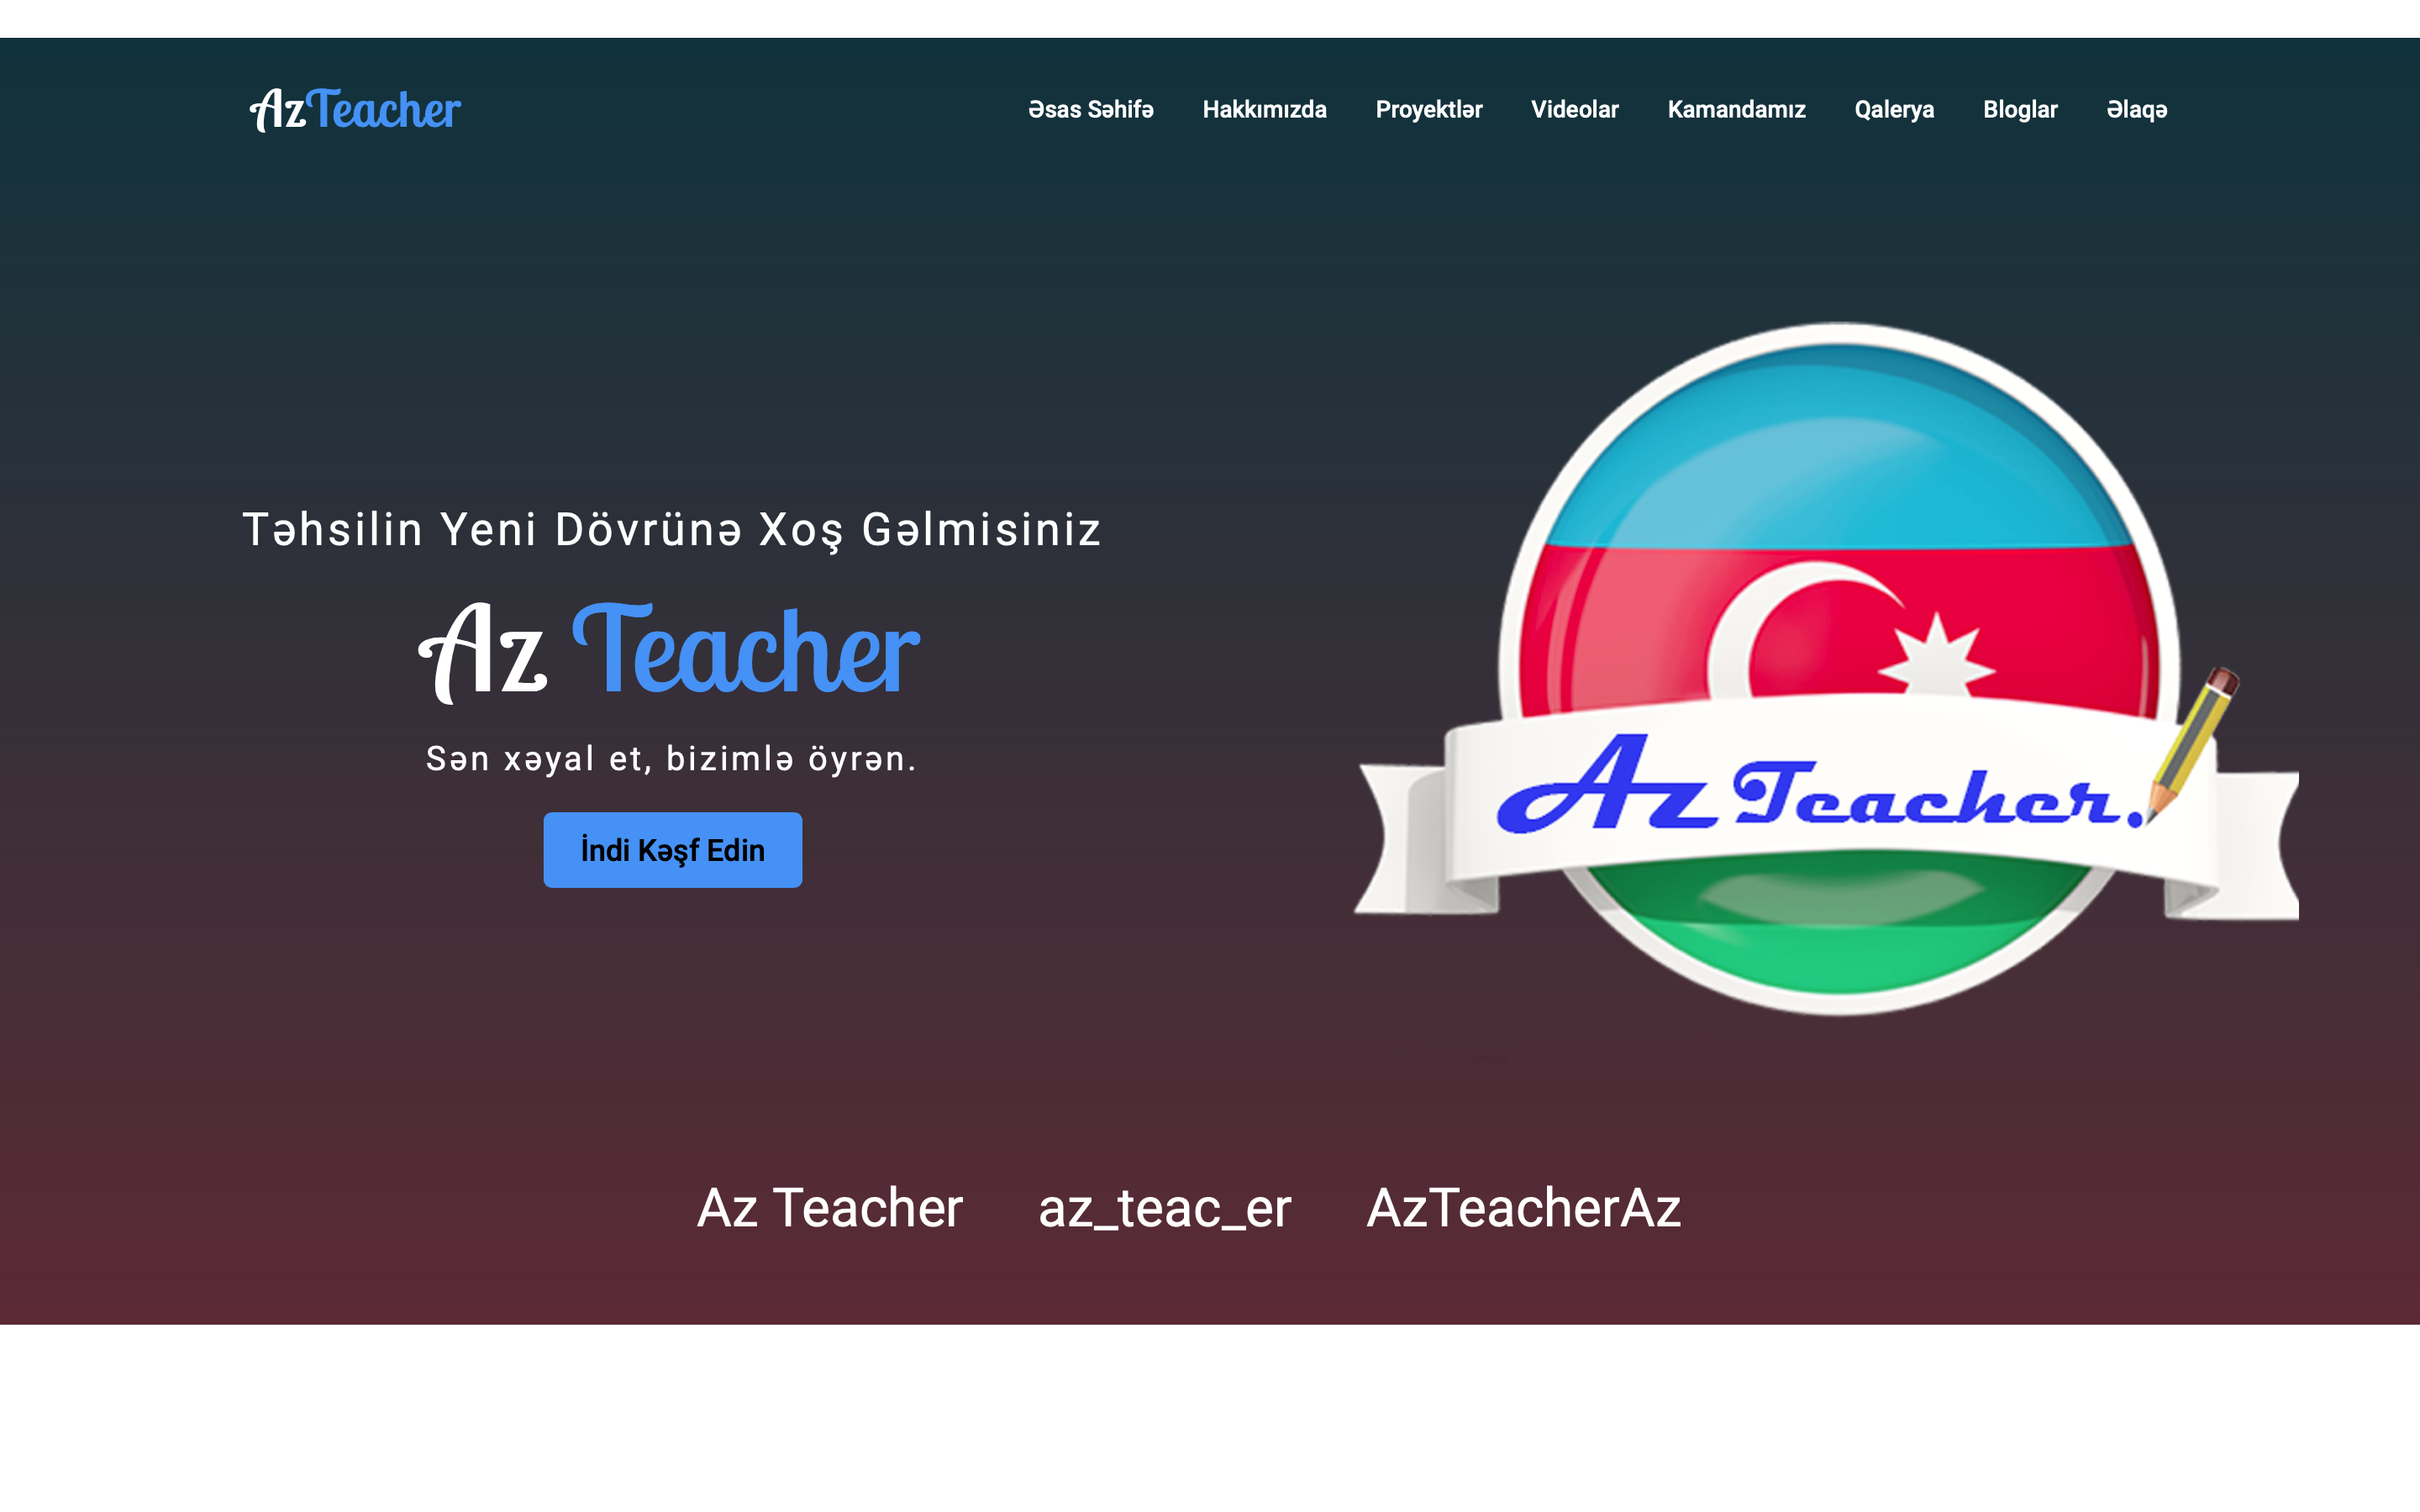 AzTeacher
Əsas Səhifə Hakkımızda Proyektlər Videolar Kamandamız Qalerya Bloglar Əlaqə
Təhsilin Yeni Dövrünə Xoş Gəlmisiniz
Az Teacher
Sən xəyal et, bizimlə öyrən.
İndi Kəşf Edin
Az Teacher.
Az Teacher az_teac_er AzTeacherAz